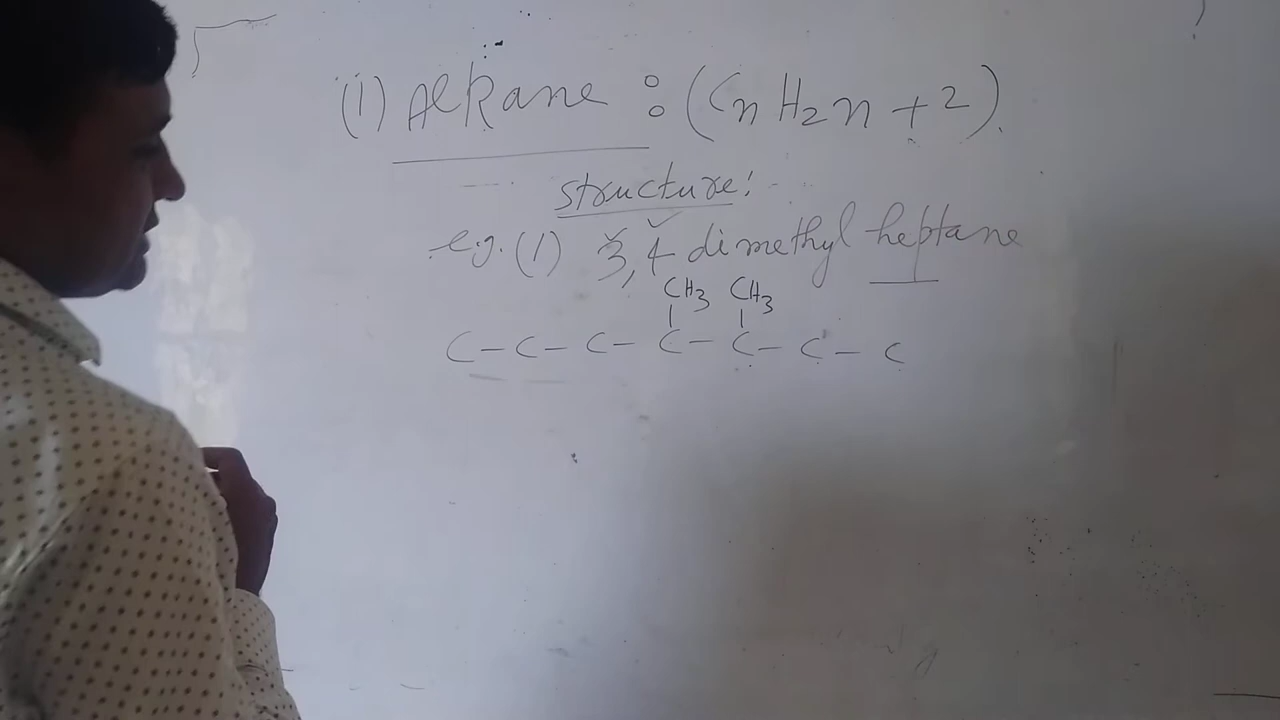 (1) Alkane : (CnH2n+2)
structure:
e.g. (1) 3,4 dimethyl heptane
CH3 CH3
C-C-C-C-C-C-C